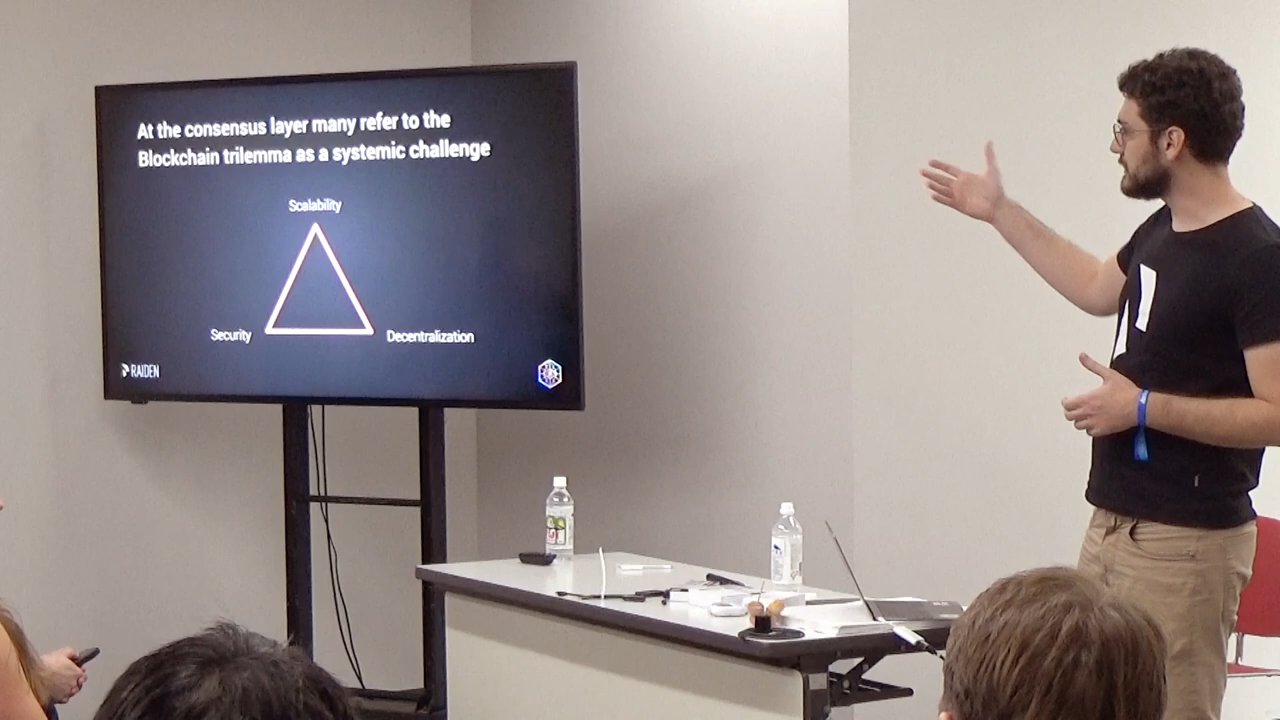 At the consensus layer many refer to the
Blockchain trilemma as a systemic challenge
Scalability
Security
Decentralization
RAIDEN